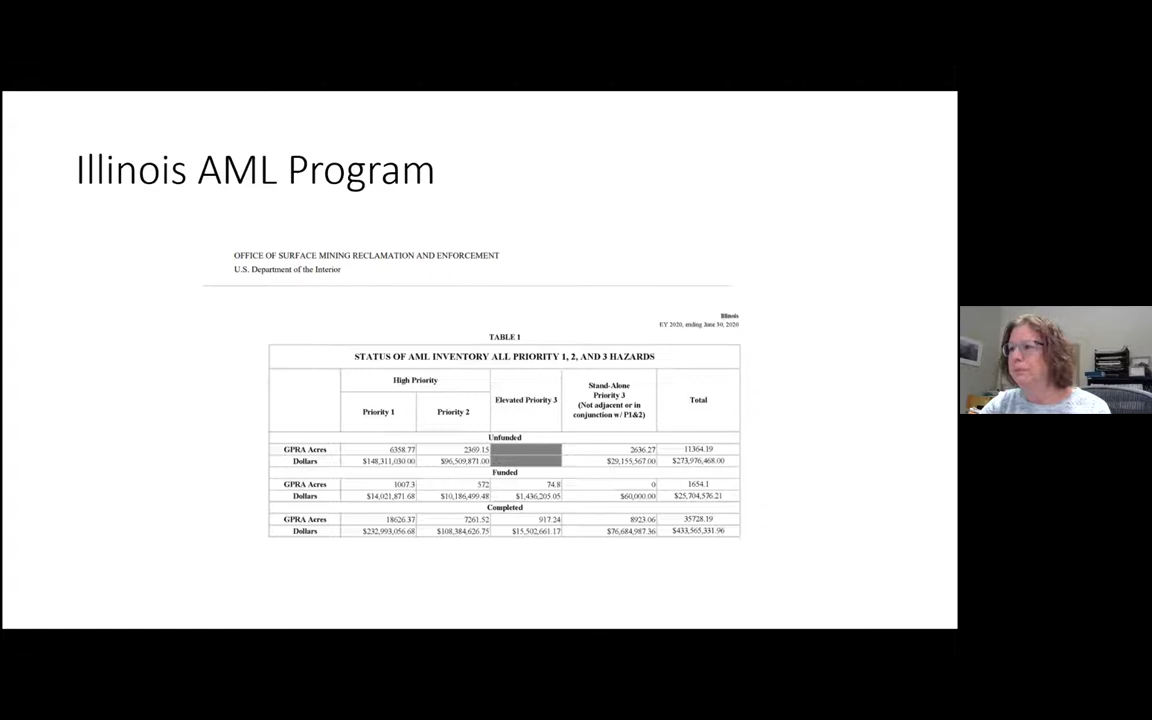 Illinois AML Program
OFFICE OF SURFACE MINING RECLAMATION AND ENFORCEMENT
U.S. Department of the Interior
Illinois
EY 2020, ending June 30, 2020
TABLE 1
STATUS OF AML INVENTORY ALL PRIORITY 1, 2, AND 3 HAZARDS
High Priority
Priority 1 Priority 2
Elevated Priority 3
Stand-Alone
Priority 3
(Not adjacent or in
conjunction w/ P1&2)
Total
Unfunded
GPRA Acres 6358.77 2369.15 2636.27 11364.19
Dollars $148,311,030.00 $96,509,871.00 $29,155,567.00 $273,976,468.00
Funded
GPRA Acres 1007.3 572 74.8 0 1654.1
Dollars $14,021,871.68 $10,186,499.48 $1,436,205.05 $60,000.00 $25,704,576.21
Completed
GPRA Acres 18626.37 7261.52 917.24 8923.06 35728.19
Dollars $232,993,056.68 $108,384,626.75 $15,502,661.17 $76,684,987.36 $433,565,331.96